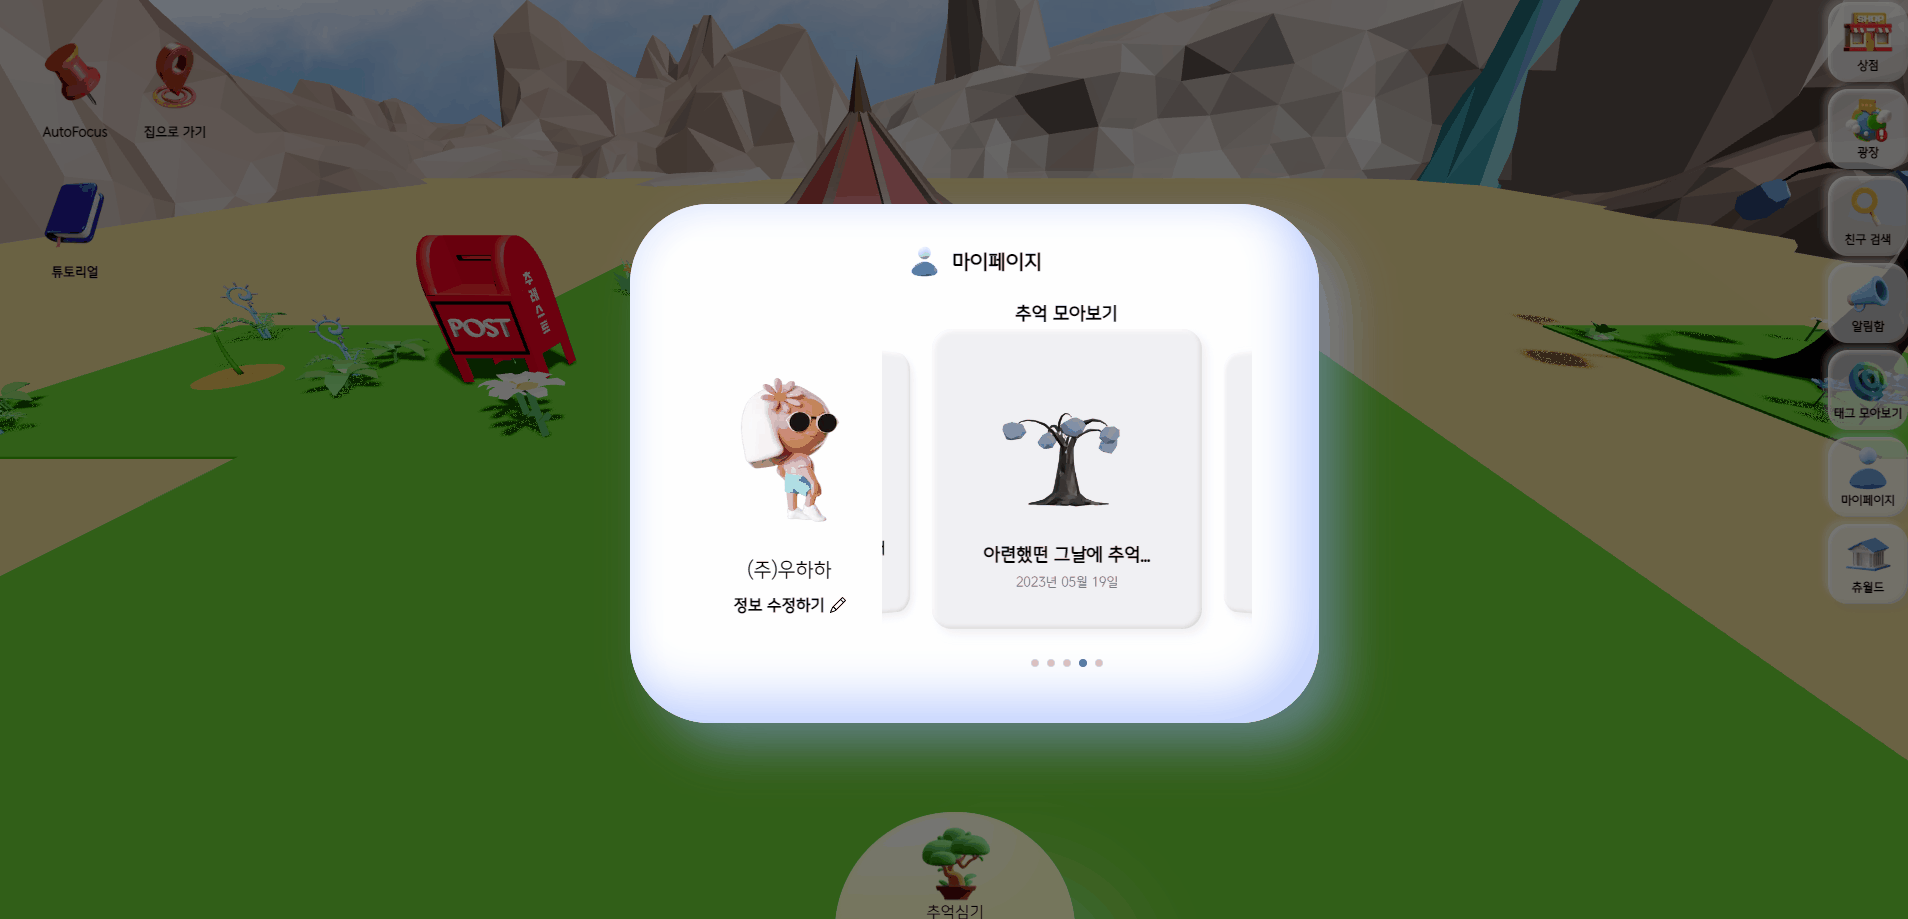 AutoFocus
집으로 가기
튜토리얼
POST
추레스트
마이페이지
추억 모아보기
(주)우하하
정보 수정하기
아련했떤 그날에 추억...
2023년 05월 19일
추억심기
SHOP
상점
광장
친구 검색
알림함
태그 모아보기
마이페이지
츄월드